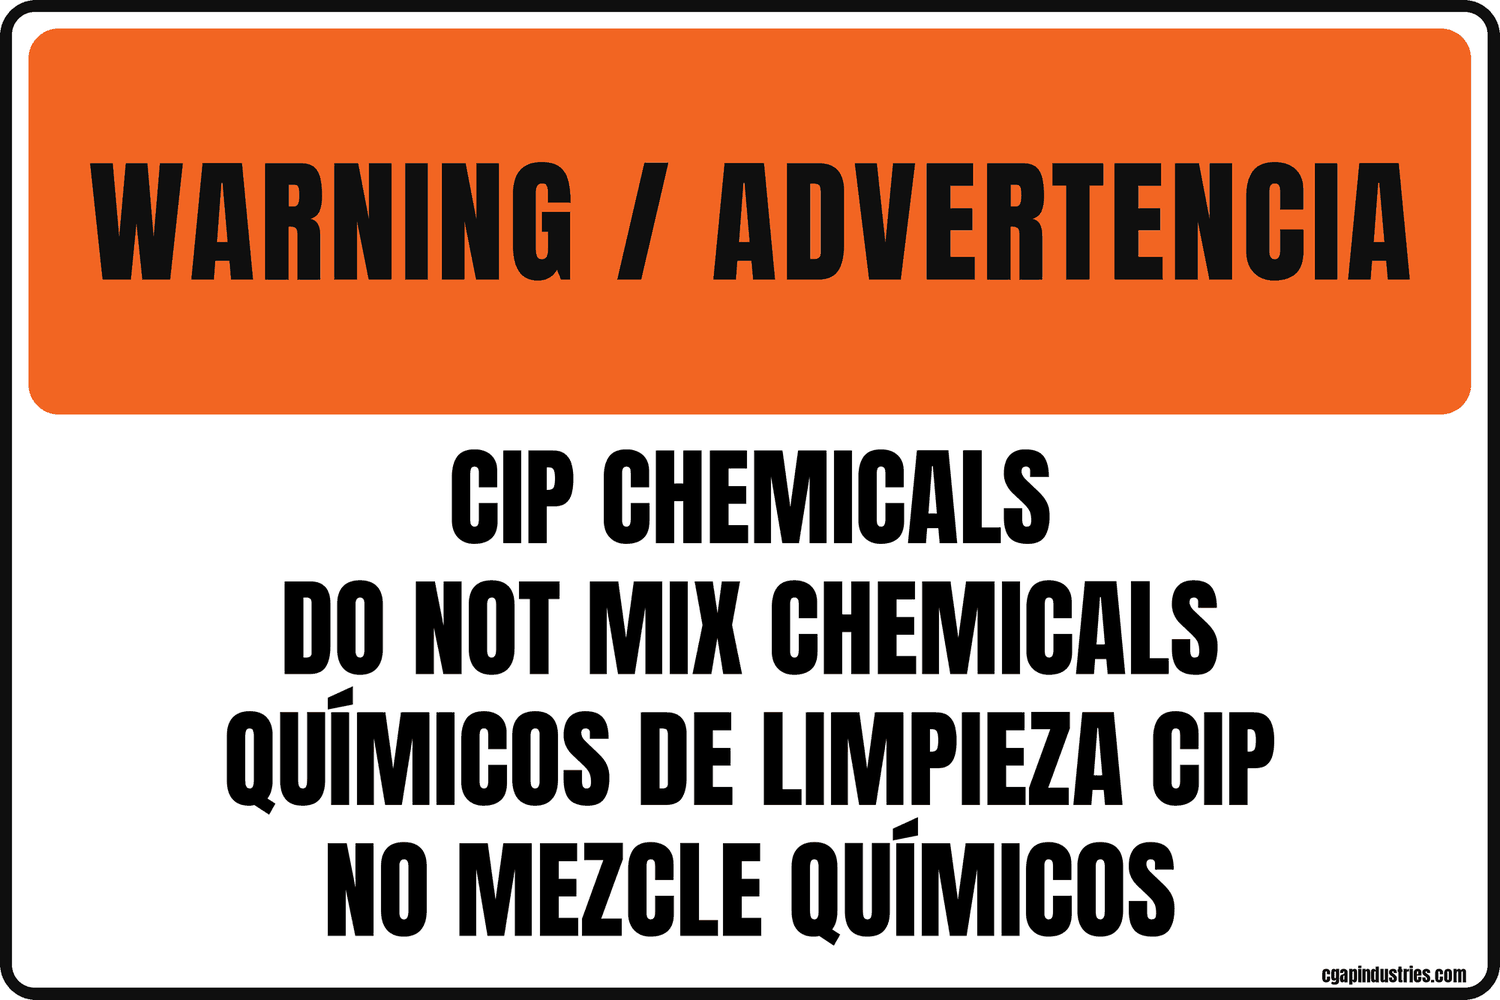 WARNING / ADVERTENCIA
CIP CHEMICALS
DO NOT MIX CHEMICALS
QUÍMICOS DE LIMPIEZA CIP
NO MEZCLE QUÍMICOS
cgapindustries.com